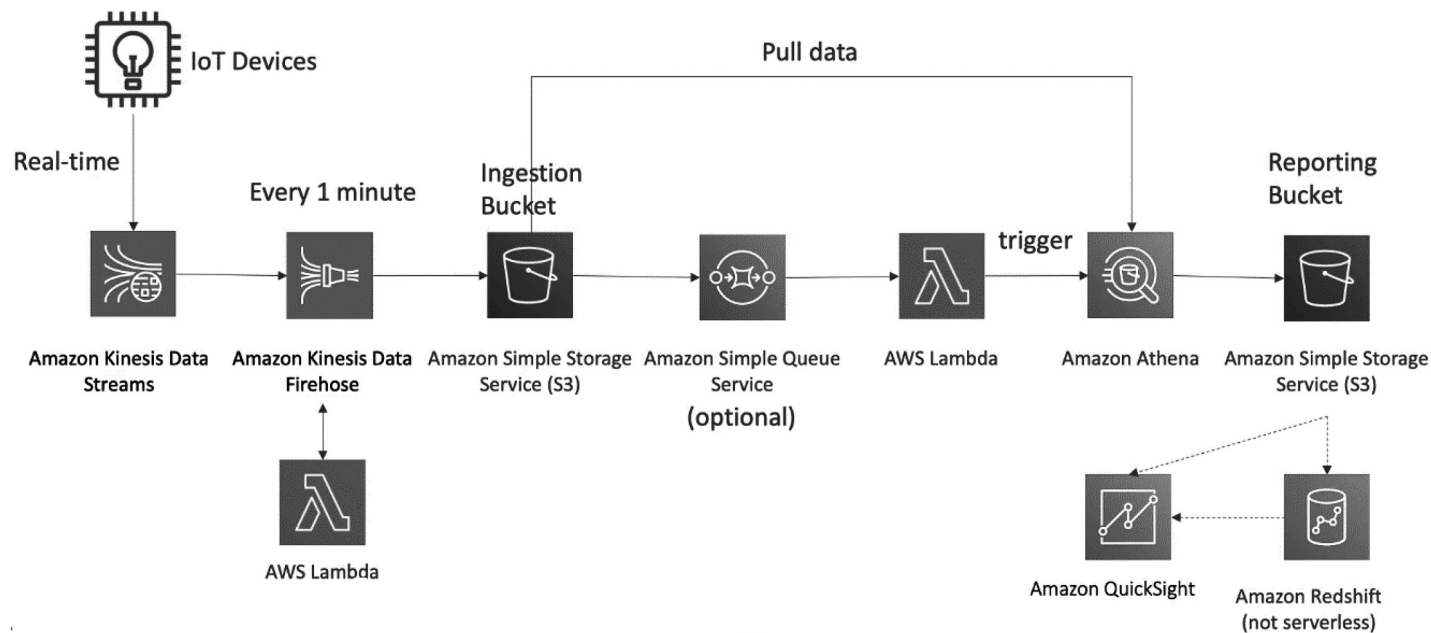 IoT Devices
Pull data
Real-time
Every 1 minute
Ingestion
Bucket
Reporting
Bucket
trigger
Amazon Kinesis Data
Streams
Amazon Kinesis Data
Firehose
Amazon Simple Storage
Service (S3)
Amazon Simple Queue
Service
(optional)
AWS Lambda
Amazon Athena
Amazon Simple Storage
Service (S3)
AWS Lambda
Amazon QuickSight
Amazon Redshift
(not serverless)